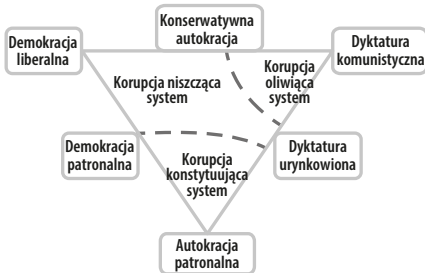 Konserwatywna
autokracja
Demokracja
liberalna
Dyktatura
komunistyczna
Korupcja niszcząca
system
Korupcja
oliwiąca
system
Demokracja
patronalna
Korupcja
konstytuująca
system
Dyktatura
urynkowiona
Autokracja
patronalna